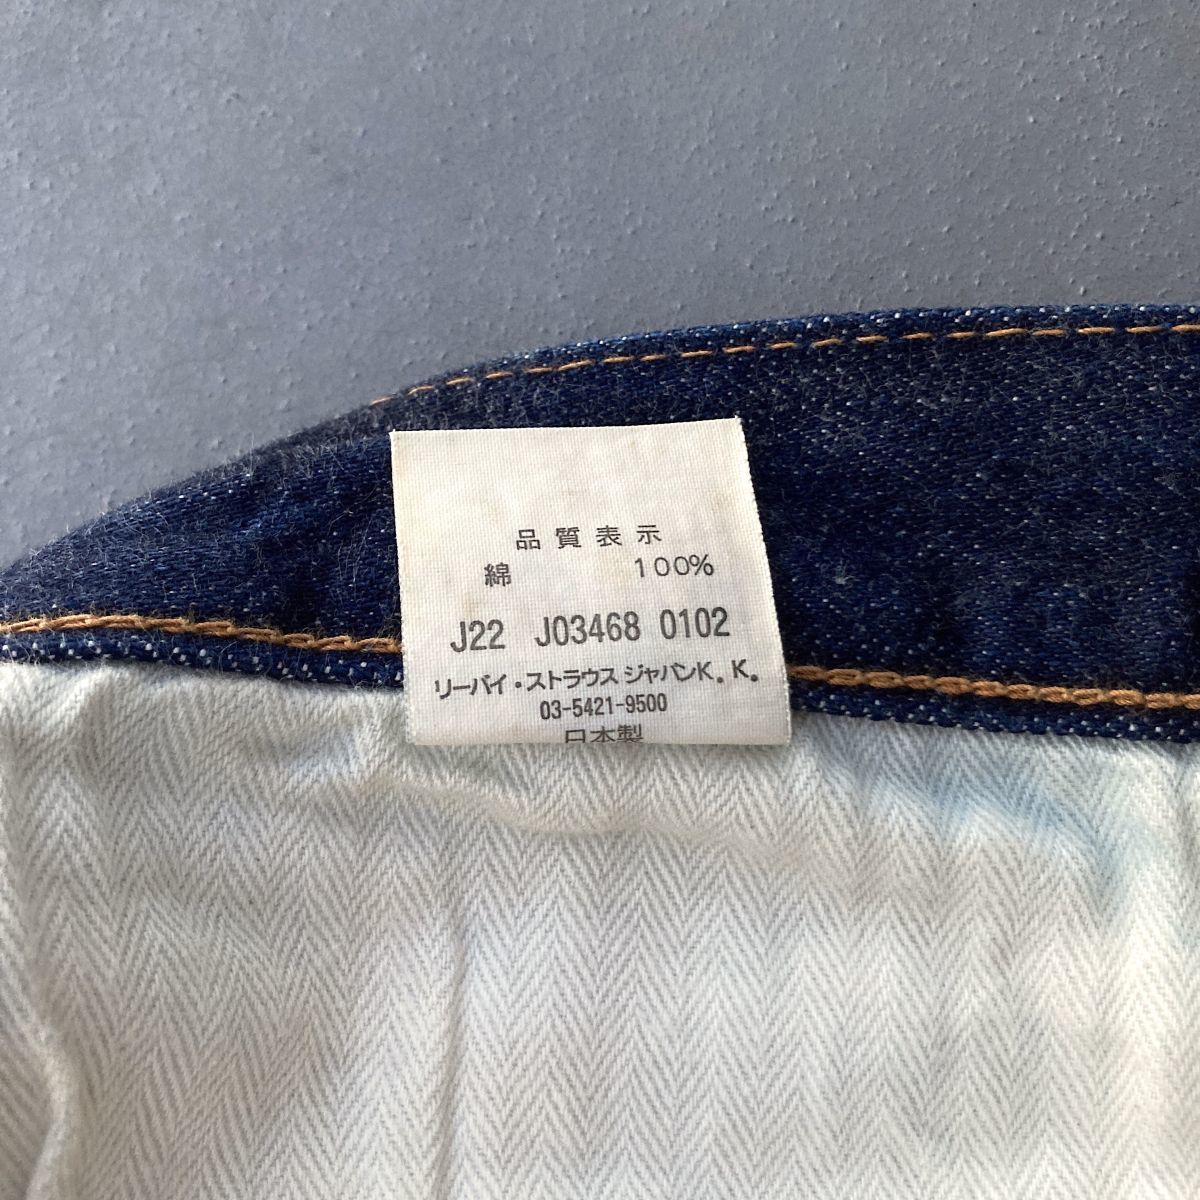 品質表示
綿 100%
J22 J03468 0102
リーバイ・ストラウス ジャパンK.K.
03-5421-9500
日本製